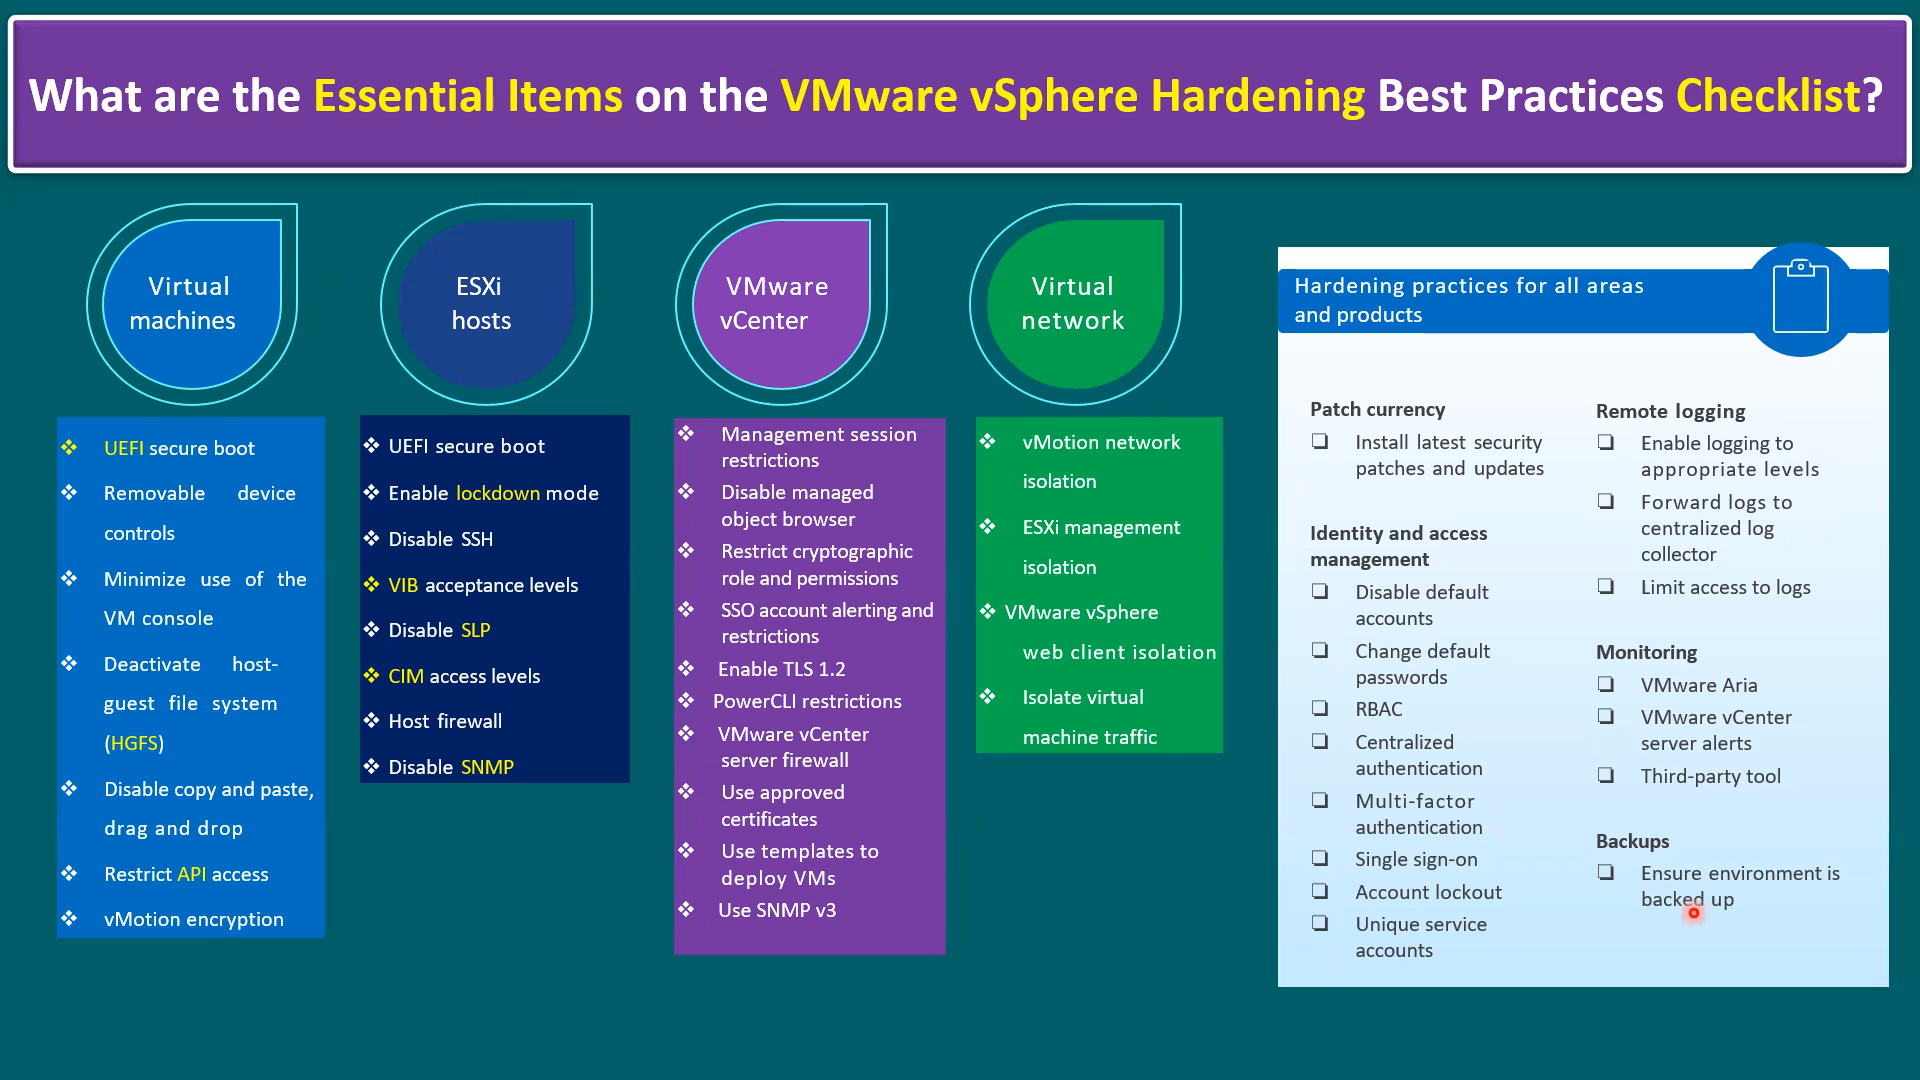 What are the Essential Items on the VMware vSphere Hardening Best Practices Checklist?
Virtual
machines
UEFI secure boot
Removable device
controls
Minimize use of the
VM console
Deactivate host-
guest file system
(HGFS)
Disable copy and paste,
drag and drop
Restrict API access
vMotion encryption
ESXi
hosts
UEFI secure boot
Enable lockdown mode
Disable SSH
VIB acceptance levels
Disable SLP
CIM access levels
Host firewall
Disable SNMP
VMware
vCenter
Management session
restrictions
Disable managed
object browser
Restrict cryptographic
role and permissions
SSO account alerting and
restrictions
Enable TLS 1.2
PowerCLI restrictions
VMware vCenter
server firewall
Use approved
certificates
Use templates to
deploy VMs
Use SNMP v3
Virtual
network
vMotion network
isolation
ESXi management
isolation
VMware vSphere
web client isolation
Isolate virtual
machine traffic
Hardening practices for all areas
and products
Patch currency
Install latest security
patches and updates
Identity and access
management
Disable default
accounts
Change default
passwords
RBAC
Centralized
authentication
Multi-factor
authentication
Single sign-on
Account lockout
Unique service
accounts
Remote logging
Enable logging to
appropriate levels
Forward logs to
centralized log
collector
Limit access to logs
Monitoring
VMware Aria
VMware vCenter
server alerts
Third-party tool
Backups
Ensure environment is
backed up